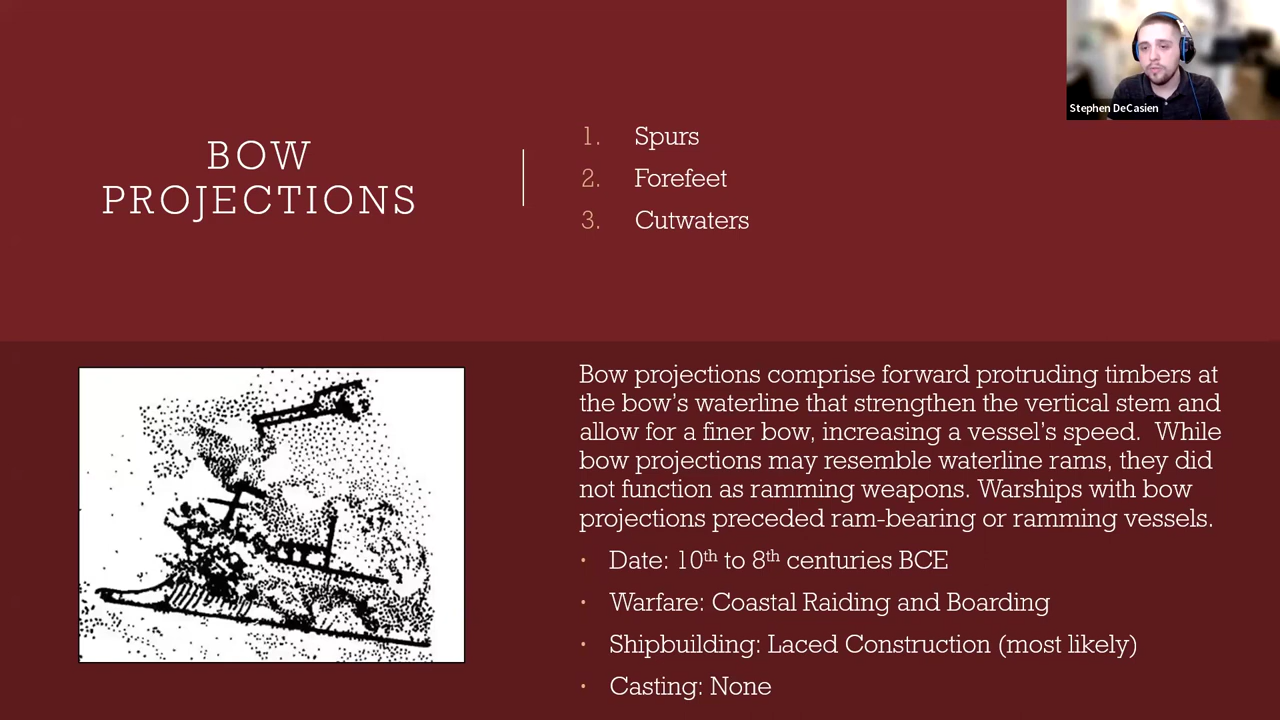 Stephen DeCasien
BOW
PROJECTIONS
1. Spurs
2. Forefeet
3. Cutwaters
Bow projections comprise forward protruding timbers at
the bow's waterline that strengthen the vertical stem and
allow for a finer bow, increasing a vessel's speed.  While
bow projections may resemble waterline rams, they did
not function as ramming weapons. Warships with bow
projections preceded ram-bearing or ramming vessels.
• Date: 10th to 8th centuries BCE
• Warfare: Coastal Raiding and Boarding
• Shipbuilding: Laced Construction (most likely)
• Casting: None